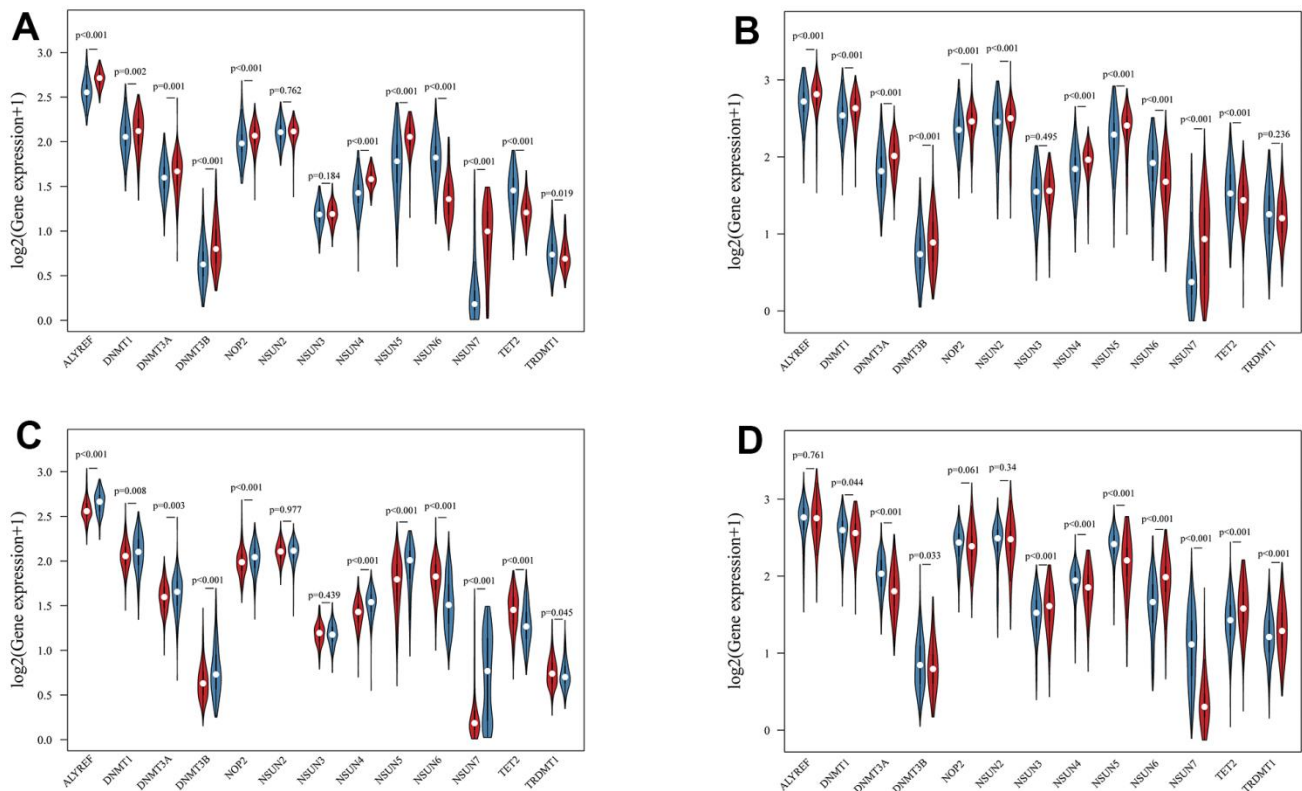 A
p<0.001
p=0.002
p<0.001
p<0.001
p<0.001
p=0.762
p=0.184
p<0.001
p<0.001
p<0.001
p<0.001
p<0.001
p=0.019
log2(Gene expression+1)
3.0
2.5
2.0
1.5
1.0
0.5
0.0
ALYREF
DNMT1
DNMT3A
DNMT3B
NOP2
NSUN2
NSUN3
NSUN4
NSUN5
NSUN6
NSUN7
TET2
TRDMT1
B
p<0.001
p<0.001
p<0.001
p<0.001
p<0.001
p<0.001
p=0.495
p<0.001
p<0.001
p<0.001
p<0.001
p<0.001
p=0.236
log2(Gene expression+1)
3
2
1
0
ALYREF
DNMT1
DNMT3A
DNMT3B
NOP2
NSUN2
NSUN3
NSUN4
NSUN5
NSUN6
NSUN7
TET2
TRDMT1
C
p<0.001
p=0.008
p=0.003
p<0.001
p<0.001
p=0.977
p=0.439
p<0.001
p<0.001
p<0.001
p<0.001
p<0.001
p=0.045
log2(Gene expression+1)
3.0
2.5
2.0
1.5
1.0
0.5
0.0
ALYREF
DNMT1
DNMT3A
DNMT3B
NOP2
NSUN2
NSUN3
NSUN4
NSUN5
NSUN6
NSUN7
TET2
TRDMT1
D
p=0.761
p=0.044
p<0.001
p=0.033
p=0.061
p=0.34
p<0.001
p<0.001
p<0.001
p<0.001
p<0.001
p<0.001
p<0.001
log2(Gene expression+1)
3
2
1
0
ALYREF
DNMT1
DNMT3A
DNMT3B
NOP2
NSUN2
NSUN3
NSUN4
NSUN5
NSUN6
NSUN7
TET2
TRDMT1